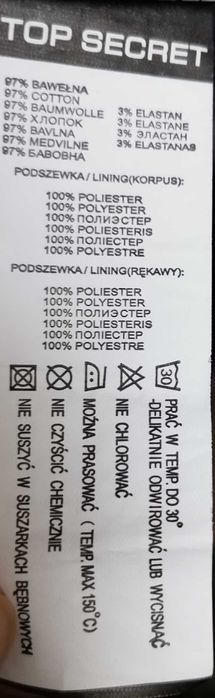 TOP SECRET
97% BAWEŁNA
97% COTTON
97% BAUMWOLLE 3% ELASTAN
97% ХЛОПОК 3% ELASTANE
97% BAVLNA 3% ЭЛАСТАН
97% MEDVILNE 3% ELASTANAS
97% БАВОВНА
PODSZEWKA/LINING(KORPUS):
100% POLIESTER
100% POLYESTER
100% ПОЛИЭСТЕР
100% POLIESTERIS
100% ПОЛІЕСТЕР
100% POLYESTRE
PODSZEWKA/LINING(RĘKAWY):
100% POLIESTER
100% POLYESTER
100% ПОЛИЭСТЕР
100% POLIESTERIS
100% ПОЛІЕСТЕР
100% POLYESTRE
30
PRAĆ W TEMP. DO 30°
-DELIKATNIE ODWIROWAĆ LUB WYCISNĄĆ
NIE CHLOROWAĆ
MOŻNA PRASOWAĆ ( TEMP. MAX 150°C)
NIE CZYŚCIĆ CHEMICZNIE
NIE SUSZYĆ W SUSZARKACH BĘBNOWYCH